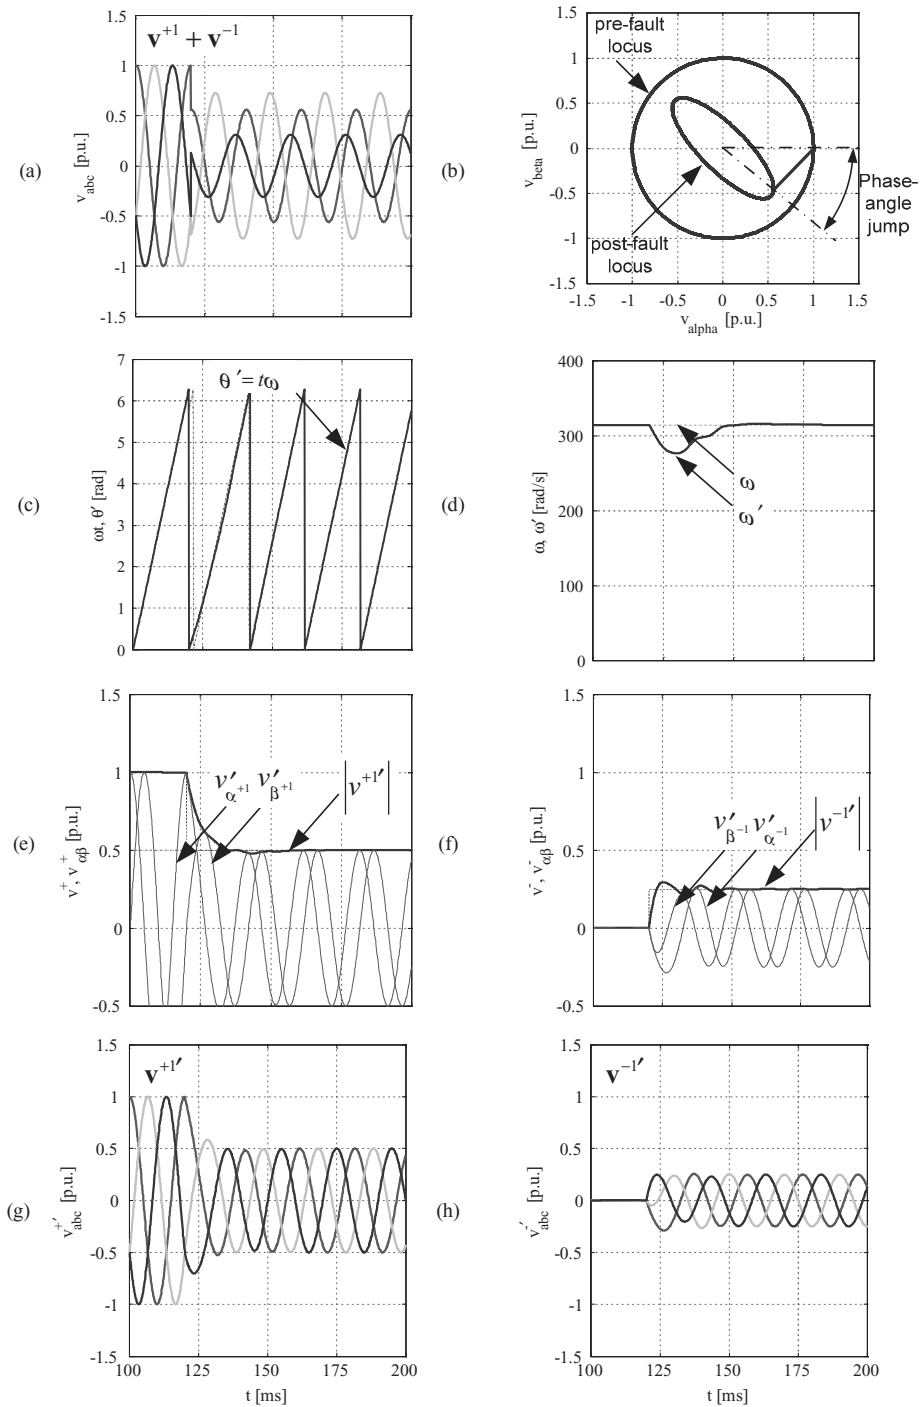 v+1 + v−1
1.5
1
0.5
0
-0.5
-1
-1.5
vabc [p.u.]
(a)
pre-fault
locus
1.5
1
0.5
0
-0.5
-1
-1.5
vbeta [p.u.]
(b)
Phase-
angle
jump
post-fault
locus
-1.5 -1 -0.5 0 0.5 1 1.5
valpha [p.u.]
7
6
5
4
3
2
1
0
ωt, θ′ [rad]
θ′= tω
(c)
400
300
200
100
0
ω, ω′ [rad/s]
ω
ω′
(d)
1.5
1
0.5
0
-0.5
v+, v+αβ [p.u.]
v′α+1 v′β+1 |v+1′|
(e)
1.5
1
0.5
0
-0.5
v-, v-αβ [p.u.]
v′β−1 v′α−1 |v−1′|
(f)
v+1′
1.5
1
0.5
0
-0.5
-1
-1.5
v+′abc [p.u.]
(g)
100 125 150 175 200
t [ms]
v−1′
1.5
1
0.5
0
-0.5
-1
-1.5
v-′abc [p.u.]
(h)
100 125 150 175 200
t [ms]